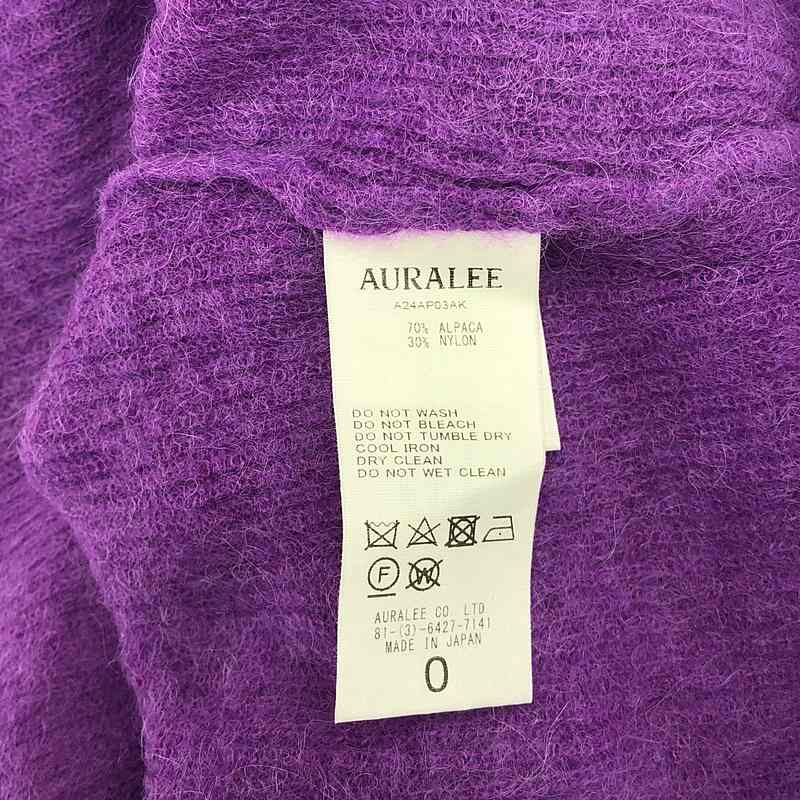 AURALEE
A24AP03AK
70% ALPACA
30% NYLON
DO NOT WASH
DO NOT BLEACH
DO NOT TUMBLE DRY
COOL IRON
DRY CLEAN
DO NOT WET CLEAN
F W
AURALEE CO. LTD
81-(3)-6427-7141
MADE IN JAPAN
0